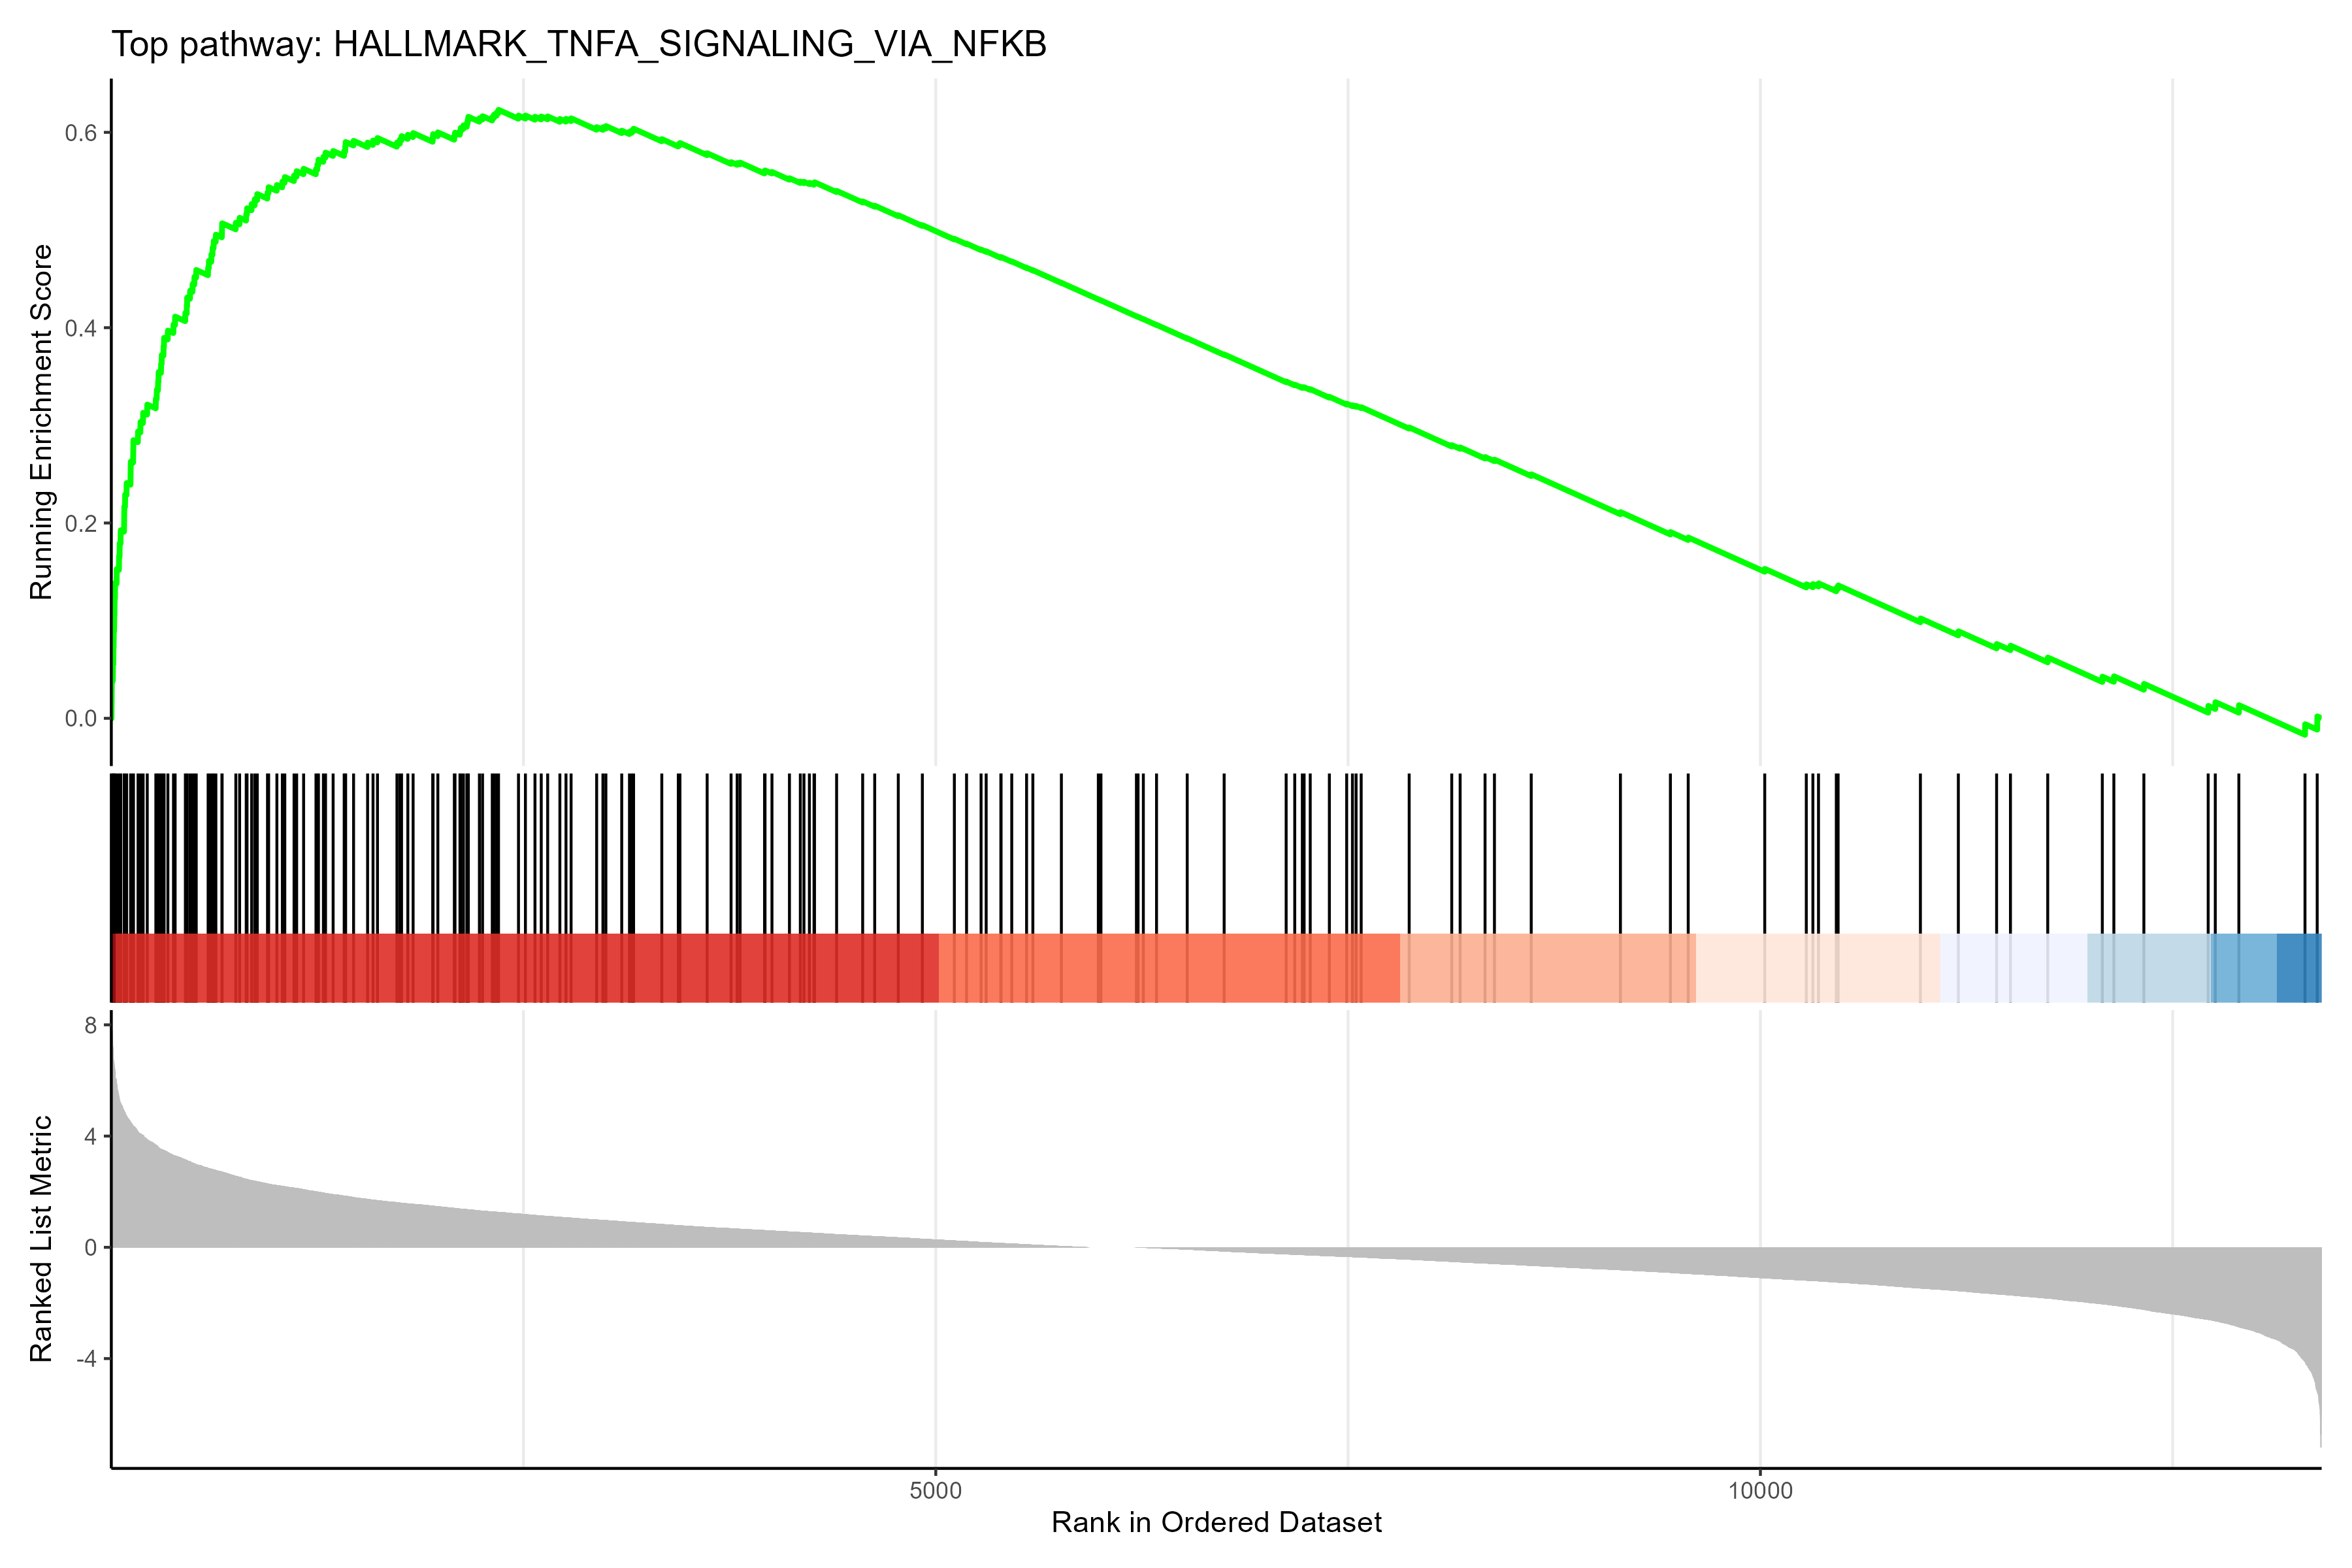 Top pathway: HALLMARK_TNFA_SIGNALING_VIA_NFKB
Running Enrichment Score
0.6
0.4
0.2
0.0
Ranked List Metric
8
4
0
-4
5000
10000
Rank in Ordered Dataset